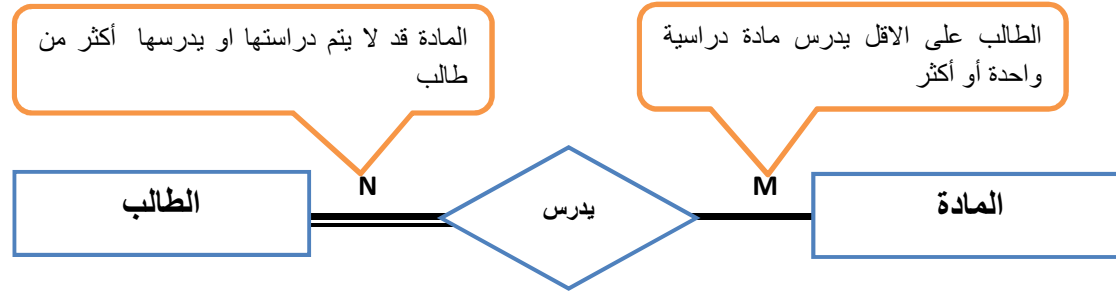 الطالب على الاقل يدرس مادة دراسية
واحدة أو أكثر
المادة قد لا يتم دراستها او يدرسها أكثر من
طالب
M
N
المادة
يدرس
الطالب